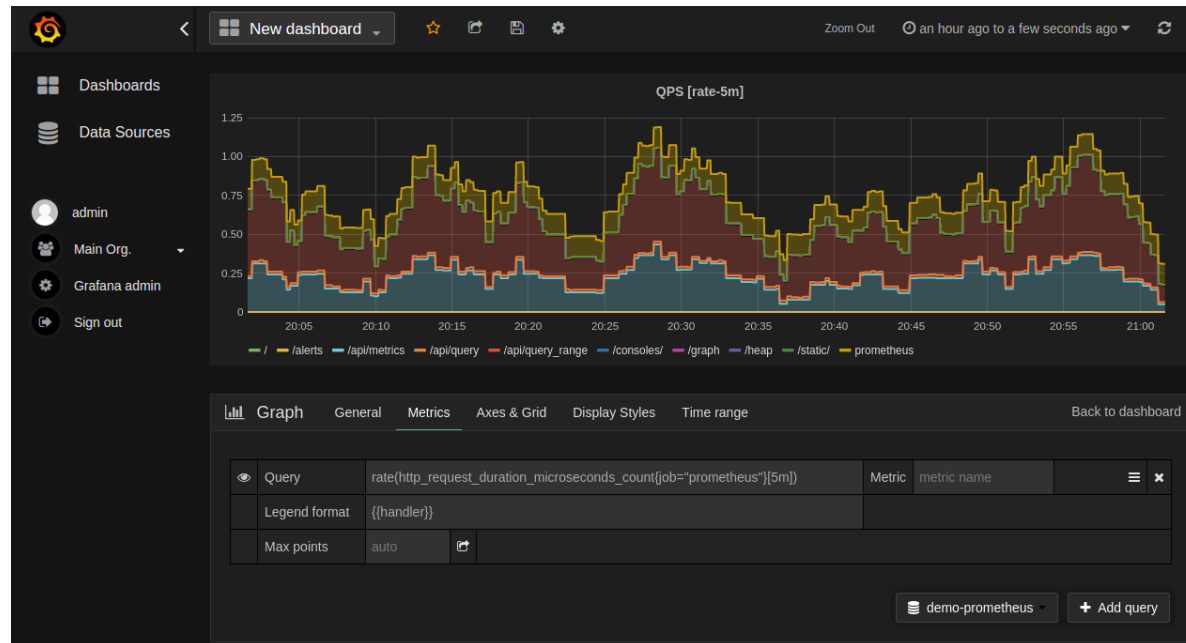 New dashboard
Zoom Out an hour ago to a few seconds ago
Dashboards
Data Sources
admin
Main Org.
Grafana admin
Sign out
QPS [rate-5m]
1.25
1.00
0.75
0.50
0.25
0
20:05 20:10 20:15 20:20 20:25 20:30 20:35 20:40 20:45 20:50 20:55 21:00
/ /alerts /api/metrics /api/query /api/query_range /consoles/ /graph /heap /static/ prometheus
Graph General Metrics Axes & Grid Display Styles Time range Back to dashboard
Query rate(http_request_duration_microseconds_count{job="prometheus"}[5m]) Metric metric name
Legend format {{handler}}
Max points auto
demo-prometheus Add query